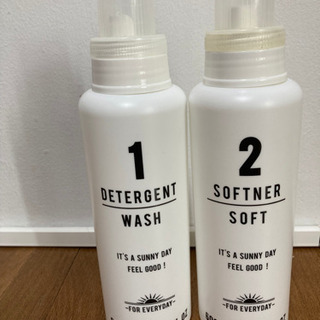 1
DETERGENT
WASH
IT'S A SUNNY DAY
FEEL GOOD !
-FOR EVERYDAY-
2
SOFTNER
SOFT
IT'S A SUNNY DAY
FEEL GOOD !
-FOR EVERYDAY-